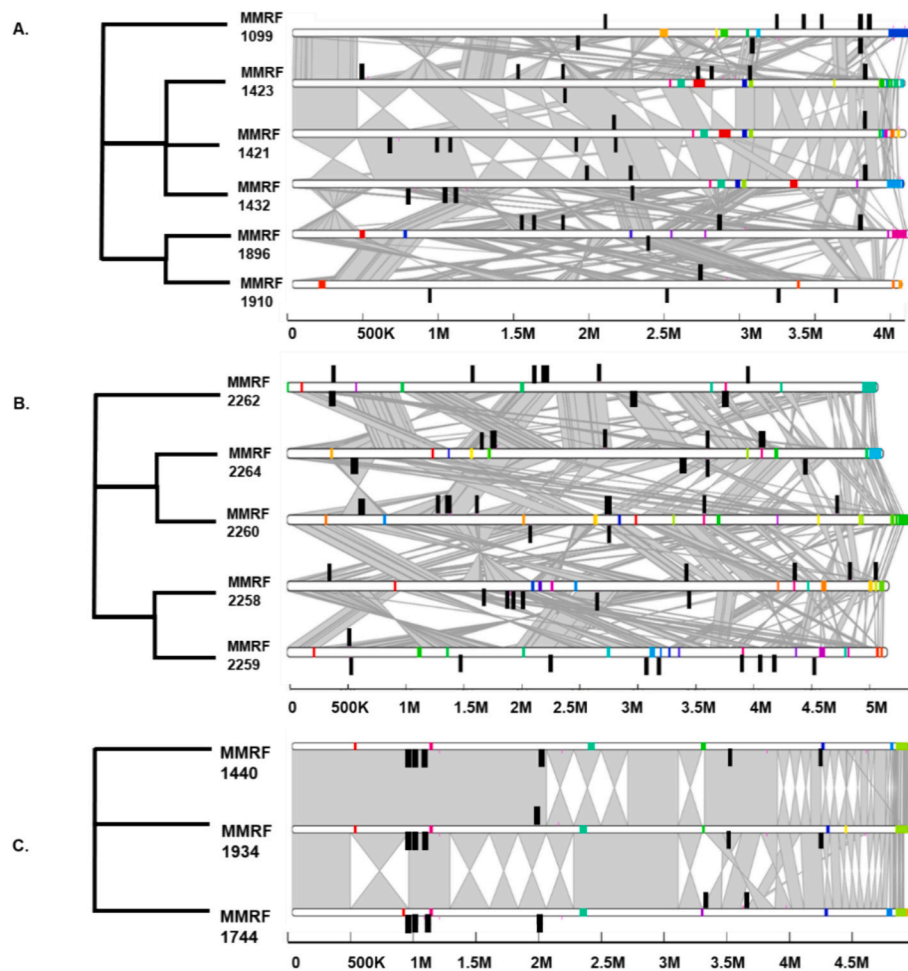 A.
MMRF
1099
MMRF
1423
MMRF
1421
MMRF
1432
MMRF
1896
MMRF
1910
0 500K 1M 1.5M 2M 2.5M 3M 3.5M 4M
B.
MMRF
2262
MMRF
2264
MMRF
2260
MMRF
2258
MMRF
2259
0 500K 1M 1.5M 2M 2.5M 3M 3.5M 4M 4.5M 5M
C.
MMRF
1440
MMRF
1934
MMRF
1744
0 500K 1M 1.5M 2M 2.5M 3M 3.5M 4M 4.5M